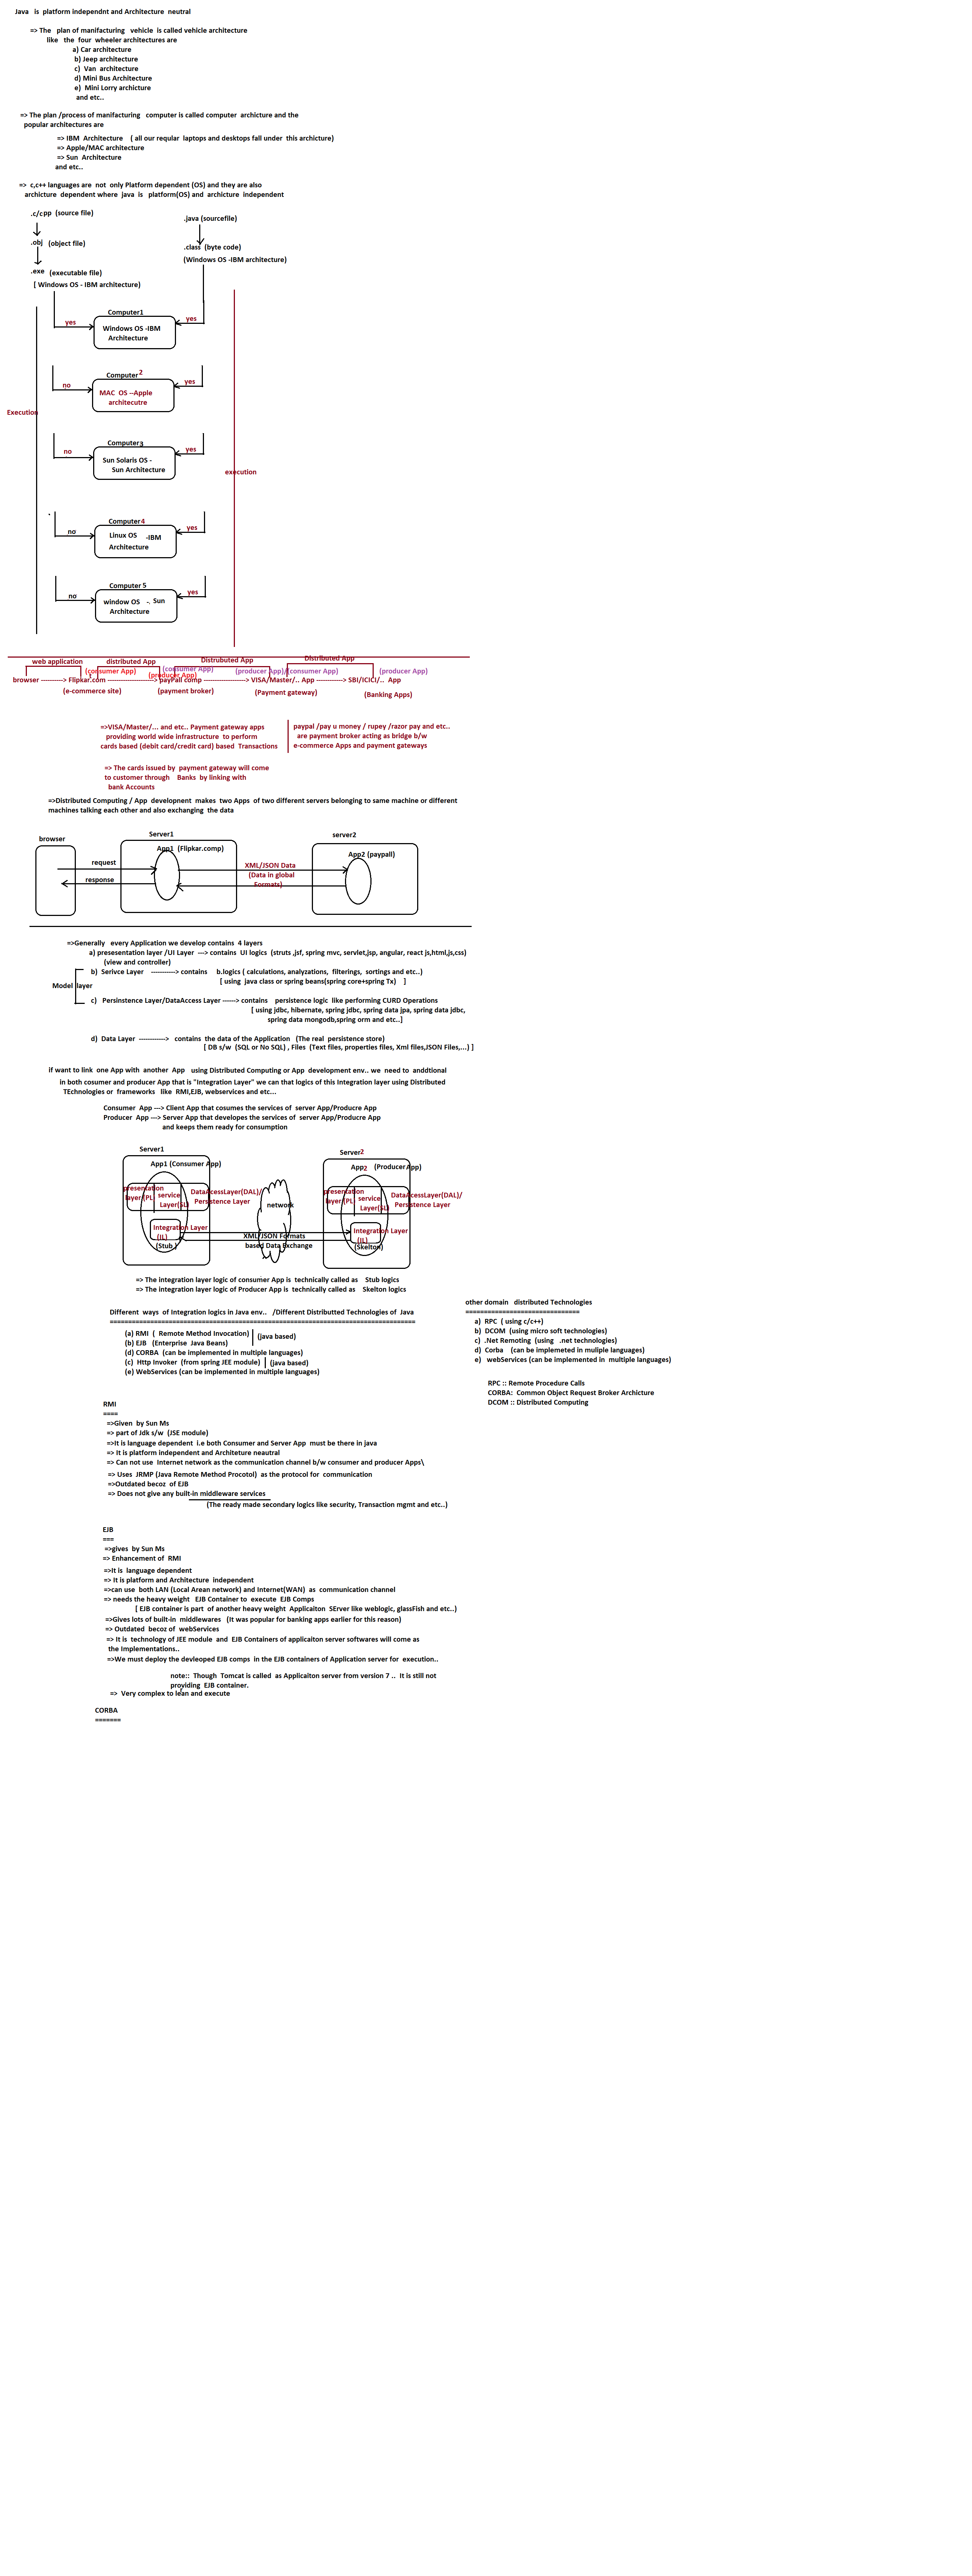 Java is platform independnt and Architecture neutral
=> The plan of manifacturing vehicle is called vehicle architecture
like the four wheeler architectures are
a) Car architecture
b) Jeep architecture
c) Van architecture
d) Mini Bus Architecture
e) Mini Lorry archicture
and etc..
=> The plan /process of manifacturing computer is called computer archicture and the
popular architectures are
=> IBM Architecture ( all our reqular laptops and desktops fall under this archicture)
=> Apple/MAC architecture
=> Sun Architecture
and etc..
=> c,c++ languages are not only Platform dependent (OS) and they are also
archicture dependent where java is platform(OS) and archicture independent
.c/cpp (source file)
.java (sourcefile)
.obj (object file)
.class (byte code)
(Windows OS -IBM architecture)
.exe (executable file)
[ Windows OS - IBM architecture)
Computer1
yes
Windows OS -IBM
Architecture
yes
Computer2
no
MAC OS --Apple
architecutre
yes
Execution
Computer3
no
Sun Solaris OS -
Sun Architecture
yes
execution
Computer4
no
Linux OS -IBM
Architecture
yes
Computer 5
no
window OS -. Sun
Architecture
yes
web application
distributed App
Distrubuted App
Distributed App
(consumer App)
(consumer App)
(producer App)
(producer App)/(consumer App)
(producer App)
browser ----------> Flipkar.com --------------------> payPall comp ------------------> VISA/Master/.. App -----------> SBI/ICICI/.. App
(e-commerce site)
(payment broker)
(Payment gateway)
(Banking Apps)
=>VISA/Master/... and etc.. Payment gateway apps
providing world wide infrastructure to perform
cards based (debit card/credit card) based Transactions
paypal /pay u money / rupey /razor pay and etc..
are payment broker acting as bridge b/w
e-commerce Apps and payment gateways
=> The cards issued by payment gateway will come
to customer through Banks by linking with
bank Accounts
=>Distributed Computing / App development makes two Apps of two different servers belonging to same machine or different
machines talking each other and also exchanging the data
browser
Server1
server2
App1 (Flipkar.comp)
App2 (paypall)
request
response
XML/JSON Data
(Data in global
Formats)
=>Generally every Application we develop contains 4 layers
a) presesentation layer /UI Layer ---> contains UI logics (struts ,jsf, spring mvc, servlet,jsp, angular, react js,html,js,css)
(view and controller)
b) Serivce Layer -----------> contains b.logics ( calculations, analyzations, filterings, sortings and etc..)
[ using java class or spring beans(spring core+spring Tx) ]
Model layer
c) Persinstence Layer/DataAccess Layer ------> contains persistence logic like performing CURD Operations
[ using jdbc, hibernate, spring jdbc, spring data jpa, spring data jdbc,
spring data mongodb,spring orm and etc..]
d) Data Layer ------------> contains the data of the Application (The real persistence store)
[ DB s/w (SQL or No SQL) , Files (Text files, properties files, Xml files,JSON Files,...) ]
if want to link one App with another App using Distributed Computing or App development env.. we need to anddtional
in both cosumer and producer App that is "Integration Layer" we can that logics of this Integration layer using Distributed
TEchnologies or frameworks like RMI,EJB, webservices and etc...
Consumer App ---> Client App that cosumes the services of server App/Producre App
Producer App ---> Server App that developes the services of server App/Producre App
and keeps them ready for consumption
Server1
Server2
App1 (Consumer App)
App2 (ProducerApp)
presentation
layer (PL)
service
Layer(SL)
DataAcessLayer(DAL)/
Persistence Layer
network
presentation
layer (PL)
service
Layer(SL)
DataAcessLayer(DAL)/
Persistence Layer
Integration Layer
(IL)
(Stub )
XML/JSON Formats
based Data Exchange
Integration Layer
(IL)
(Skelton)
=> The integration layer logic of consumer App is technically called as Stub logics
=> The integration layer logic of Producer App is technically called as Skelton logics
Different ways of Integration logics in Java env.. /Different Distributted Technologies of Java
===================================================================================
(a) RMI ( Remote Method Invocation)
(java based)
(b) EJB (Enterprise Java Beans)
(d) CORBA (can be implemented in multiple languages)
(c) Http Invoker (from spring JEE module)
(java based)
(e) WebServices (can be implemented in multiple languages)
other domain distributed Technologies
===============================
a) RPC ( using c/c++)
b) DCOM (using micro soft technologies)
c) .Net Remoting (using .net technologies)
d) Corba (can be implemeted in muliple languages)
e) webServices (can be implemented in multiple languages)
RPC :: Remote Procedure Calls
CORBA: Common Object Request Broker Archicture
DCOM :: Distributed Computing
RMI
====
=>Given by Sun Ms
=> part of Jdk s/w (JSE module)
=>It is language dependent i.e both Consumer and Server App must be there in java
=> It is platform independent and Architeture neautral
=> Can not use Internet network as the communication channel b/w consumer and producer Apps\
=> Uses JRMP (Java Remote Method Procotol) as the protocol for communication
=>Outdated becoz of EJB
=> Does not give any built-in middleware services
(The ready made secondary logics like security, Transaction mgmt and etc..)
EJB
===
=>gives by Sun Ms
=> Enhancement of RMI
=>It is language dependent
=> It is platform and Architecture independent
=>can use both LAN (Local Arean network) and Internet(WAN) as communication channel
=> needs the heavy weight EJB Container to execute EJB Comps
[ EJB container is part of another heavy weight Applicaiton SErver like weblogic, glassFish and etc..)
=>Gives lots of built-in middlewares (It was popular for banking apps earlier for this reason)
=> Outdated becoz of webServices
=> It is technology of JEE module and EJB Containers of applicaiton server softwares will come as
the Implementations..
=>We must deploy the devleoped EJB comps in the EJB containers of Application server for execution..
note:: Though Tomcat is called as Applicaiton server from version 7 .. It is still not
providing EJB container.
=> Very complex to lean and execute
CORBA
=======